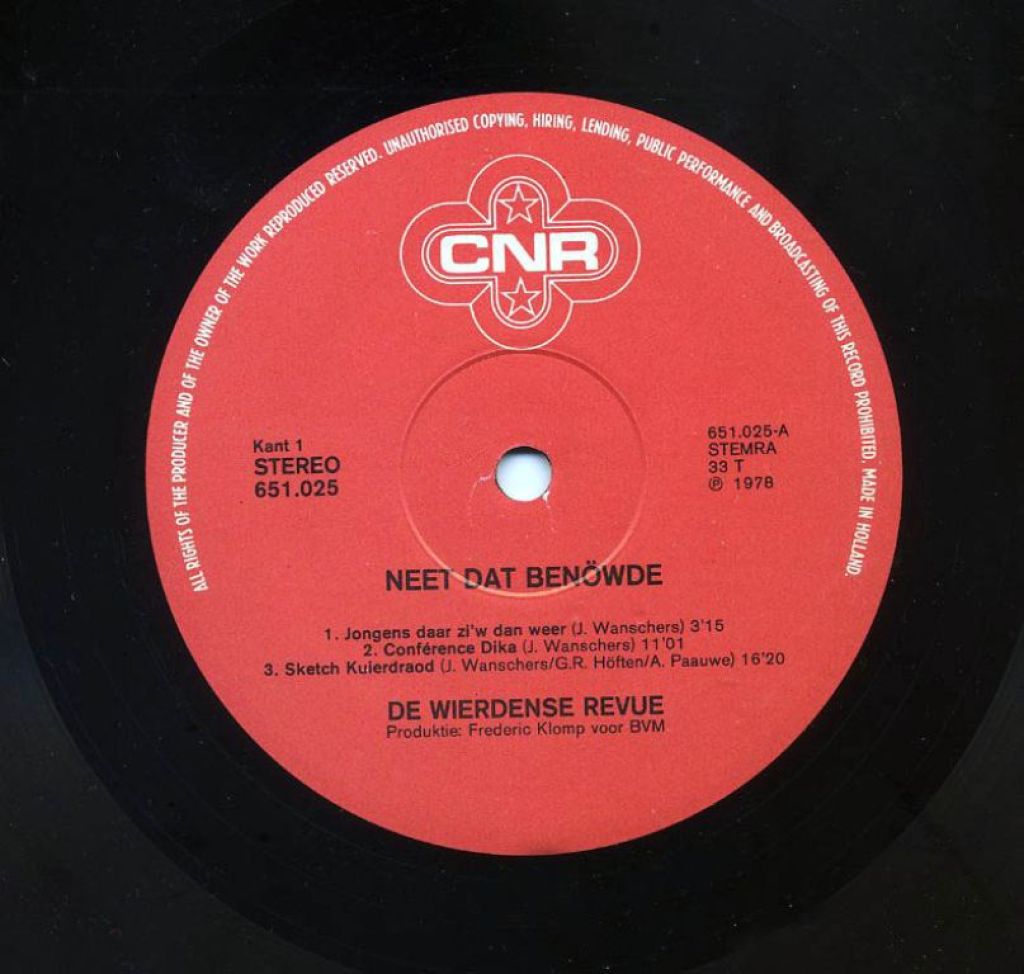 ALL RIGHTS OF THE PRODUCER AND OF THE OWNER OF THE WORK REPRODUCED RESERVED. UNAUTHORISED COPYING, HIRING, LENDING, PUBLIC PERFORMANCE AND BROADCASTING OF THIS RECORD PROHIBITED. MADE IN HOLLAND.
CNR
Kant 1
STEREO
651.025
651.025-A
STEMRA
33 T
℗ 1978
NEET DAT BENÖWDE
1. Jongens daar zi'w dan weer (J. Wanschers) 3'15
2. Conférence Dika (J. Wanschers) 11'01
3. Sketch Kuierdraod (J. Wanschers/G.R. Höften/A. Paauwe) 16'20
DE WIERDENSE REVUE
Produktie: Frederic Klomp voor BVM